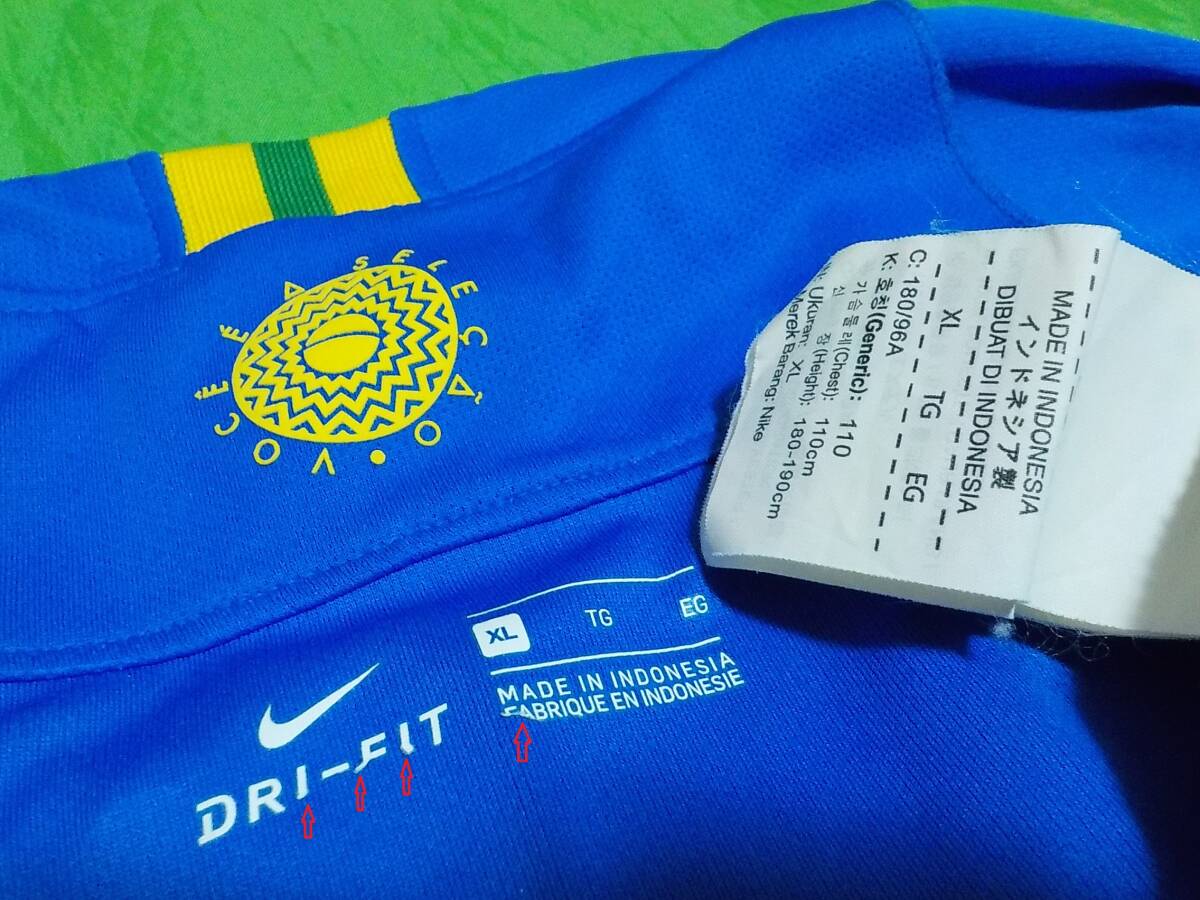 VOCÊ É A SELEÇÃO •
XL TG EG
MADE IN INDONESIA
FABRIQUE EN INDONESIE
DRI-FIT
MADE IN INDONESIA
インドネシア製
DIBUAT DI INDONESIA
XL TG EG
C: 180/96A
K: 호칭(Generic): 110
가슴둘레(Chest): 110cm
신 장(Height): 180-190cm
Ukuran: XL
Merek Barang: Nike